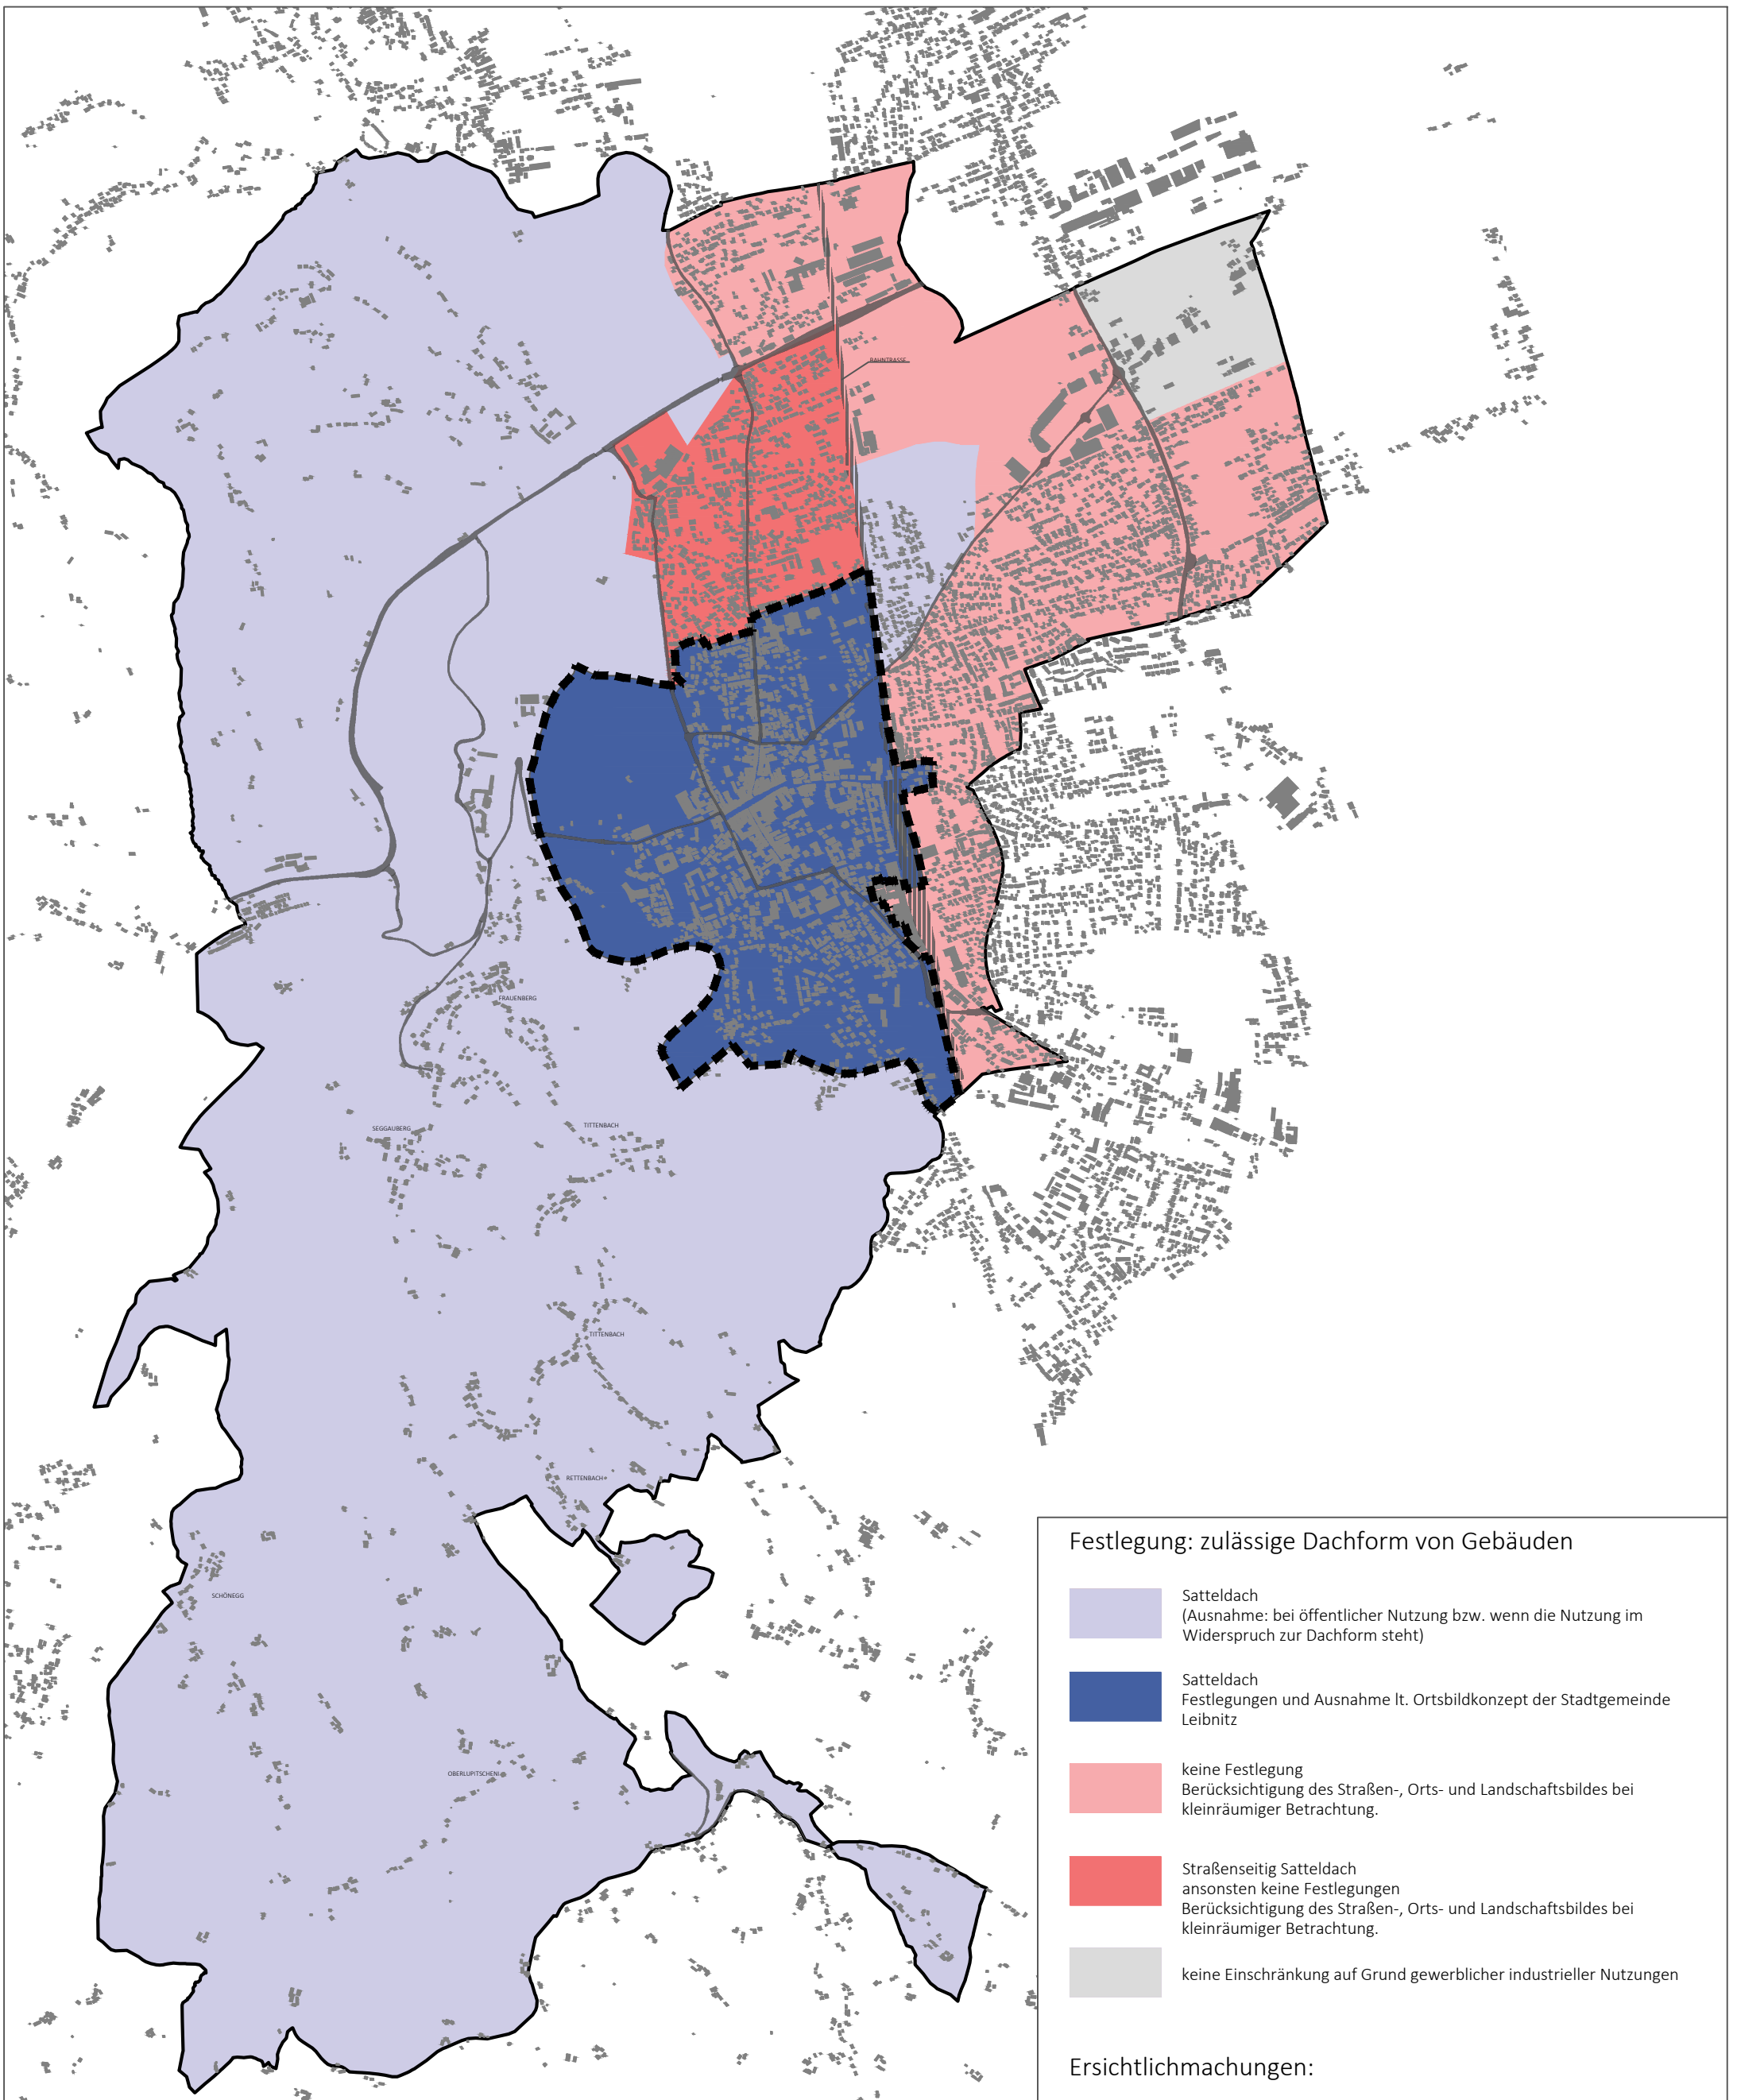 BAHNTRASSE
FRAUENBERG
SEGGAUBERG
TITTENBACH
TITTENBACH
RETTENBACH
SCHÖNEGG
OBERLUPITSCHENI
Festlegung: zulässige Dachform von Gebäuden
Satteldach
(Ausnahme: bei öffentlicher Nutzung bzw. wenn die Nutzung im
Widerspruch zur Dachform steht)
Satteldach
Festlegungen und Ausnahme lt. Ortsbildkonzept der Stadtgemeinde
Leibnitz
keine Festlegung
Berücksichtigung des Straßen-, Orts- und Landschaftsbildes bei
kleinräumiger Betrachtung.
Straßenseitig Satteldach
ansonsten keine Festlegungen
Berücksichtigung des Straßen-, Orts- und Landschaftsbildes bei
kleinräumiger Betrachtung.
keine Einschränkung auf Grund gewerblicher industrieller Nutzungen
Ersichtlichmachungen: